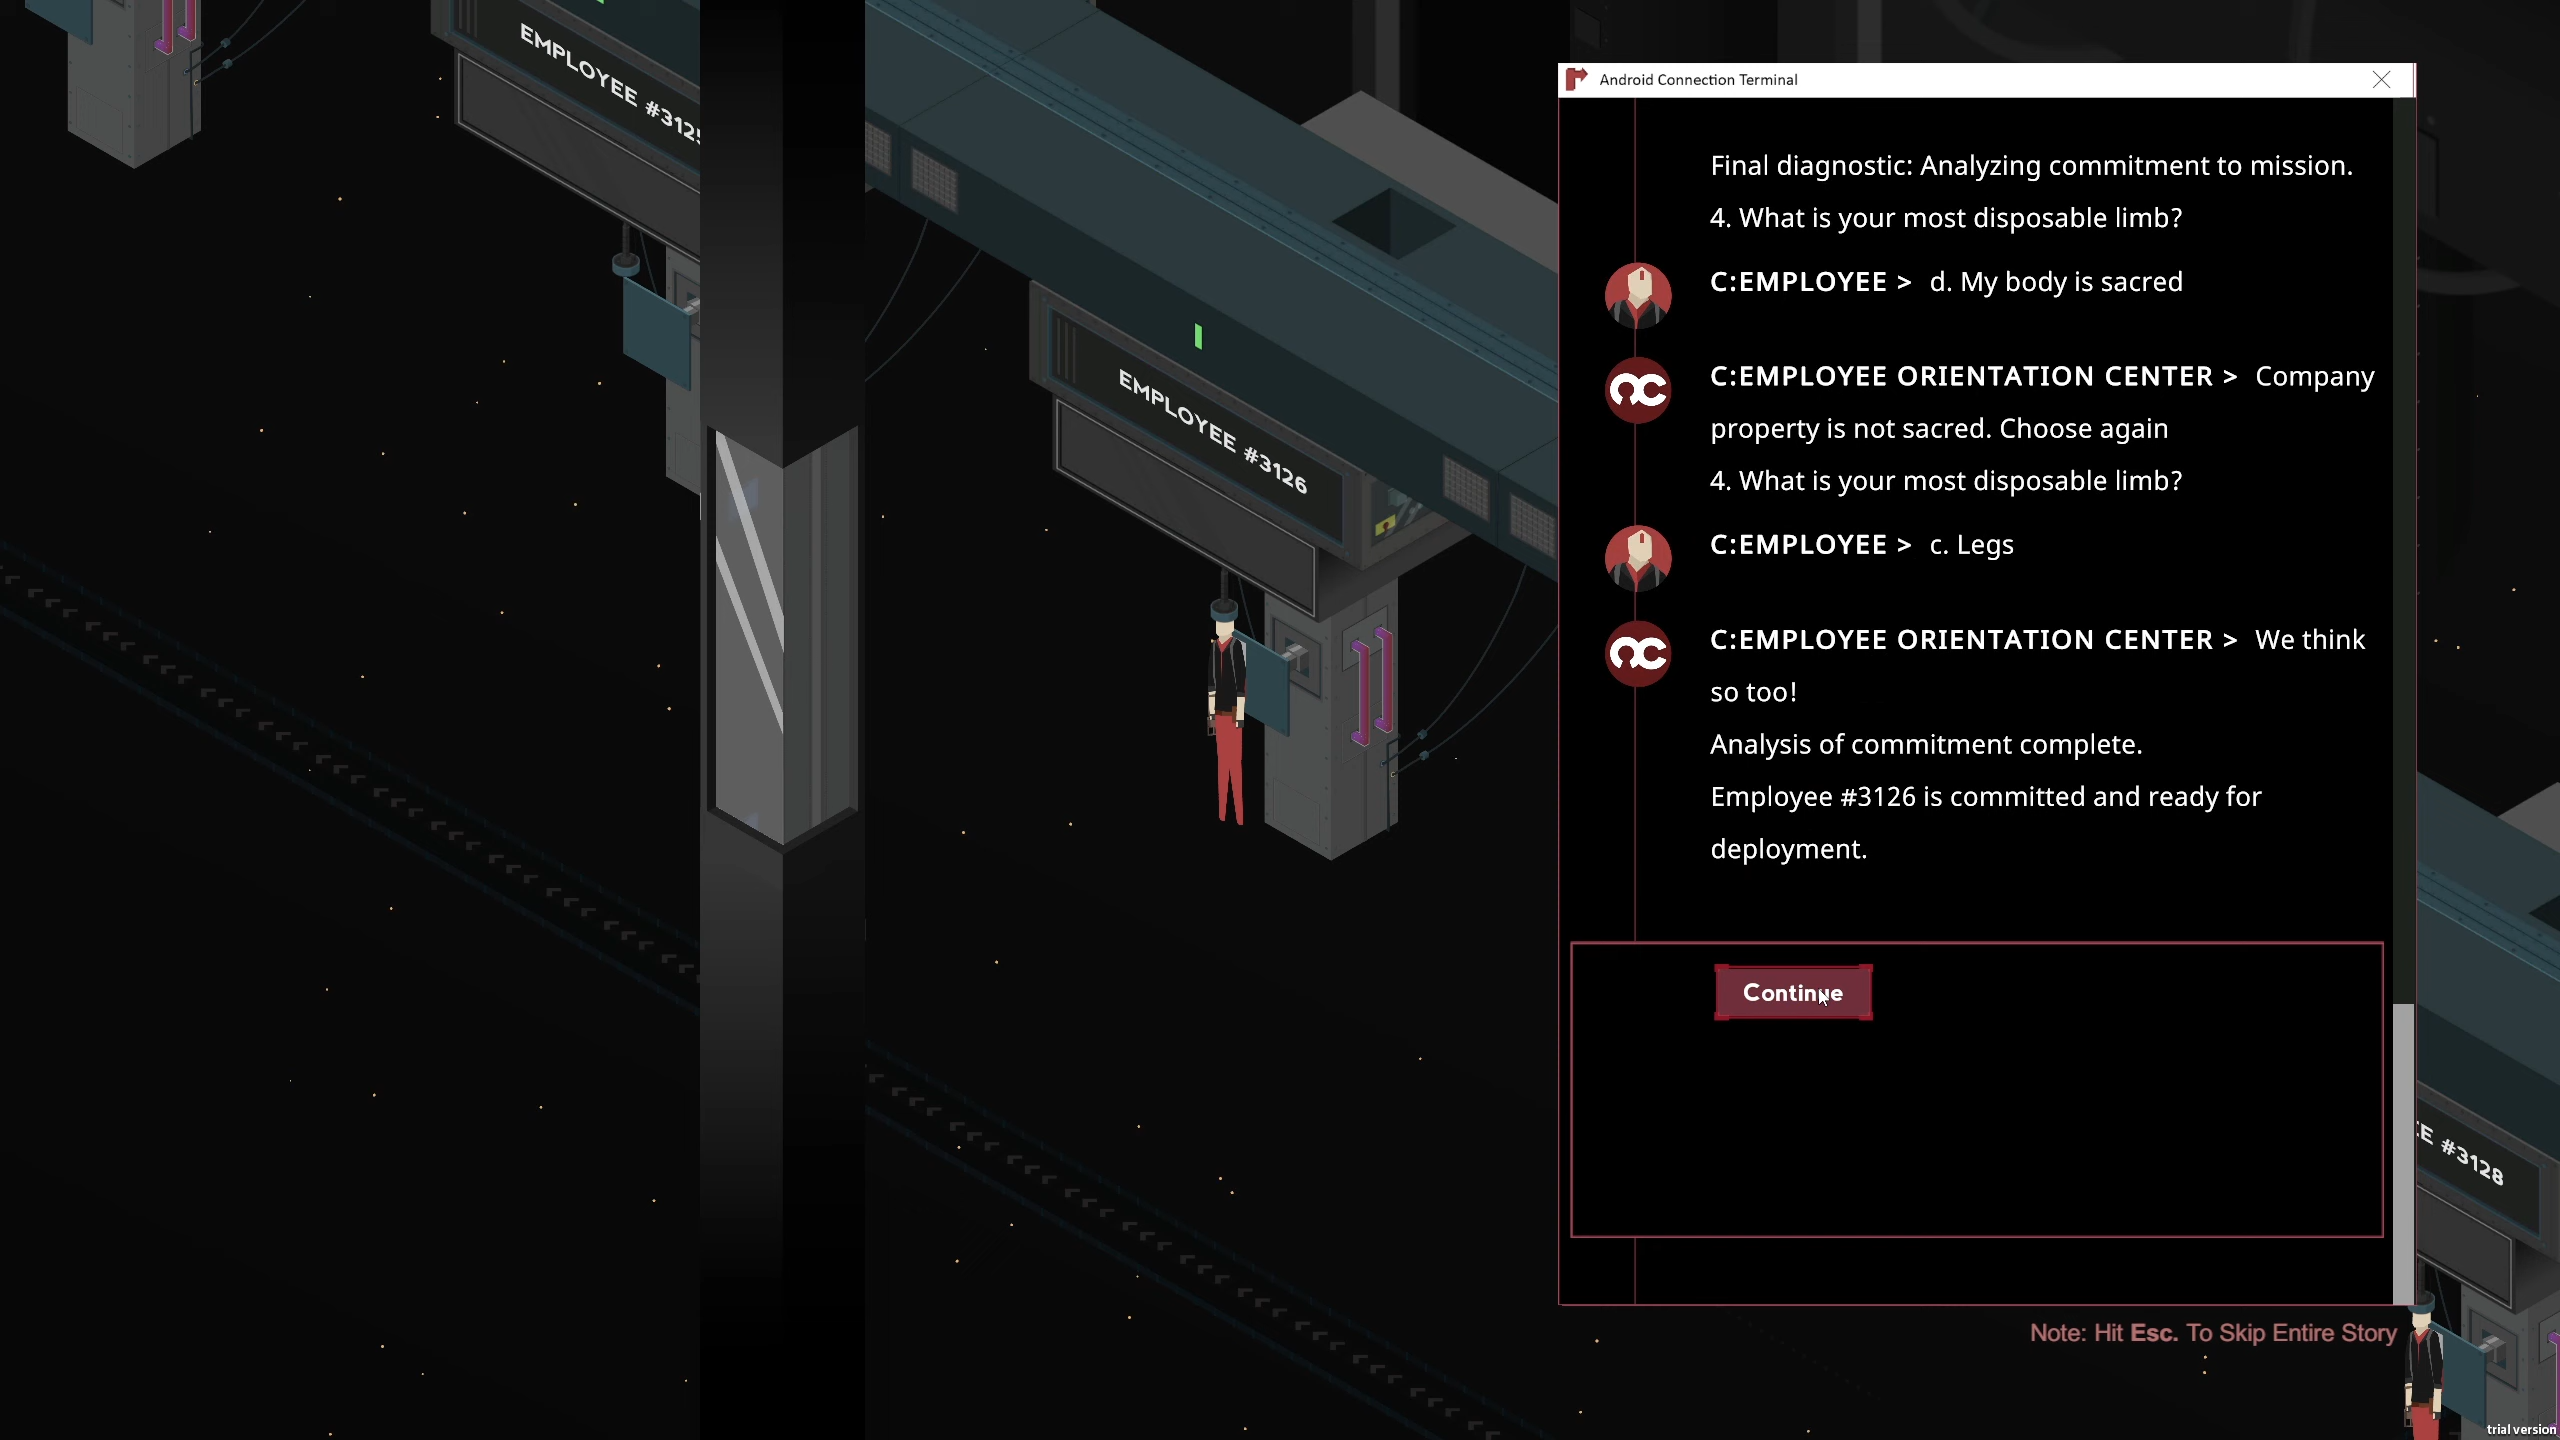 EMPLOYEE #312
EMPLOYEE #3126
Android Connection Terminal
Final diagnostic: Analyzing commitment to mission.
4. What is your most disposable limb?
C:EMPLOYEE > d. My body is sacred
C:EMPLOYEE ORIENTATION CENTER > Company
property is not sacred. Choose again
4. What is your most disposable limb?
C:EMPLOYEE > c. Legs
C:EMPLOYEE ORIENTATION CENTER > We think
so too!
Analysis of commitment complete.
Employee #3126 is committed and ready for
deployment.
Continue
E #3128
Note: Hit Esc. To Skip Entire Story
trial version